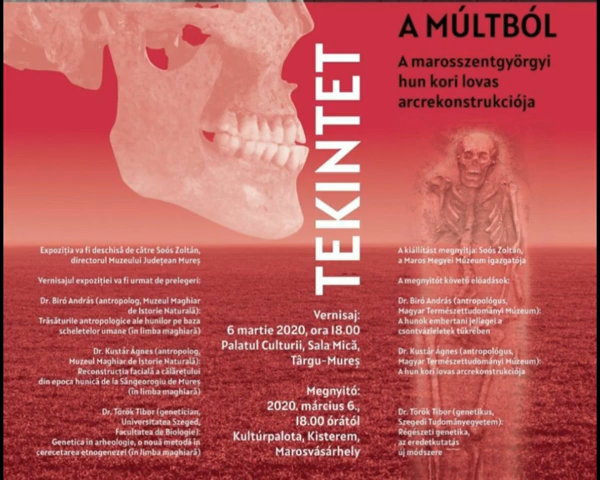 A MÚLTBÓL
A marosszentgyörgyi
hun kori lovas
arcrekonstrukciója
TEKINTET
Expoziția va fi deschisă de către Soós Zoltán,
directorul Muzeului Județean Mureș
Vernisajul expoziției va fi urmat de prelegeri:
Dr. Biró András (antropolog, Muzeul Maghiar
de Istorie Naturală):
Trăsăturile antropologice ale hunilor pe baza
scheletelor umane (în limba maghiară)
Dr. Kustár Ágnes (antropolog,
Muzeul Maghiar de Istorie Naturală):
Reconstrucția facială a călărețului
din epoca hunică de la Sângeorgiu de Mureș
(în limba maghiară)
Dr. Török Tibor (genetician,
Universitatea Szeged,
Facultatea de Biologie):
Genetica în arheologie, o nouă metodă în
cercetarea etnogenezei (în limba maghiară)
Vernisaj:
6 martie 2020, ora 18.00
Palatul Culturii, Sala Mică,
Târgu-Mureș
Megnyitó:
2020. március 6.,
18.00 órától
Kultúrpalota, Kisterem,
Marosvásárhely
A kiállítást megnyitja: Soós Zoltán,
a Maros Megyei Múzeum igazgatója
A megnyitót követő előadások:
Dr. Biró András (antropológus,
Magyar Természettudományi Múzeum):
A hunok embertani jellegei a
csontvázleletek tükrében
Dr. Kustár Ágnes (antropológus,
Magyar Természettudományi Múzeum):
A hun kori lovas arcrekonstrukciója
Dr. Török Tibor (genetikus,
Szegedi Tudományegyetem):
Régészeti genetika,
az eredetkutatás
új módszere